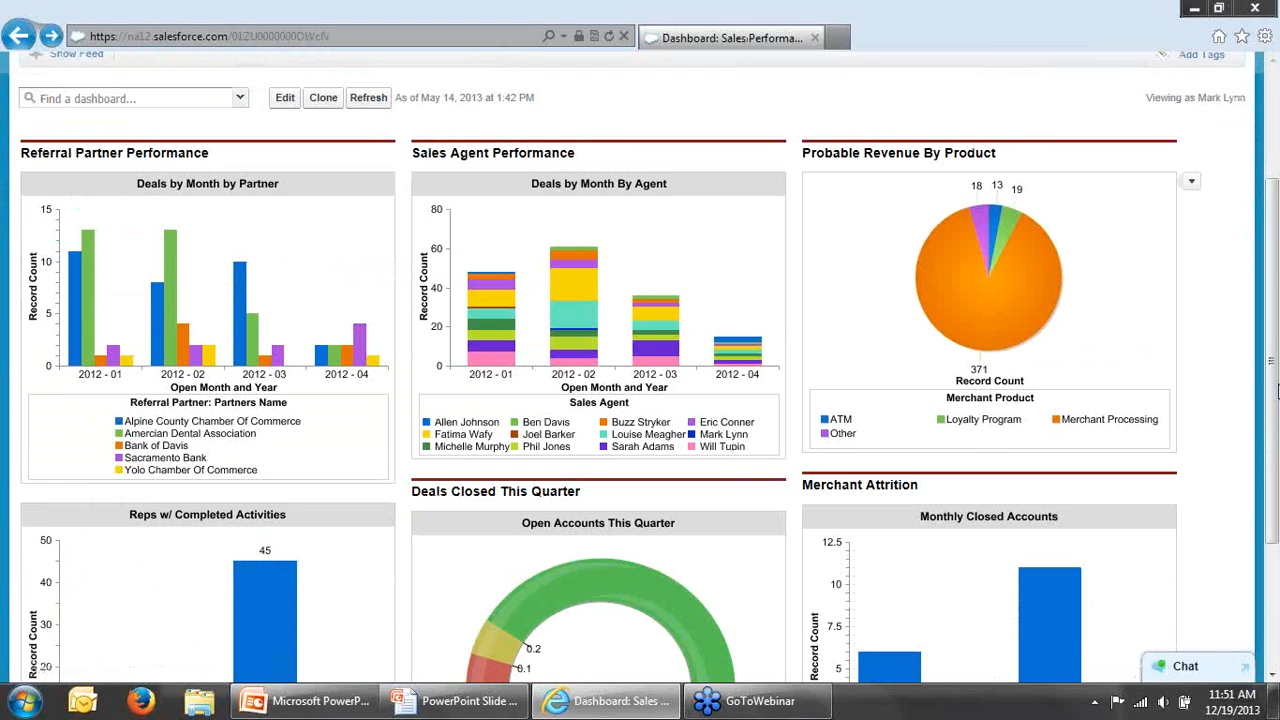 https://na12.salesforce.com/
Dashboard: Sales Performa...
Show Feed
Add Tags
Find a dashboard...
Edit
Clone
Refresh
As of May 14, 2013 at 1:42 PM
Viewing as Mark Lynn
Referral Partner Performance
Deals by Month by Partner
15
10
5
0
Record Count
2012 - 01
2012 - 02
2012 - 03
2012 - 04
Open Month and Year
Referral Partner: Partners Name
Alpine County Chamber Of Commerce
Amercian Dental Association
Bank of Davis
Sacramento Bank
Yolo Chamber Of Commerce
Reps w/ Completed Activities
50
40
30
20
Record Count
45
Sales Agent Performance
Deals by Month By Agent
80
60
40
20
0
Record Count
2012 - 01
2012 - 02
2012 - 03
2012 - 04
Open Month and Year
Sales Agent
Allen Johnson
Ben Davis
Buzz Stryker
Eric Conner
Fatima Wafy
Joel Barker
Louise Meagher
Mark Lynn
Michelle Murphy
Phil Jones
Sarah Adams
Will Tupin
Deals Closed This Quarter
Open Accounts This Quarter
0.2
0.1
Probable Revenue By Product
18
13
19
371
Record Count
Merchant Product
ATM
Loyalty Program
Merchant Processing
Other
Merchant Attrition
Monthly Closed Accounts
12.5
10
7.5
5
Record Count
Chat
Microsoft PowerP...
PowerPoint Slide ...
Dashboard: Sales ...
GoToWebinar
11:51 AM
12/19/2013